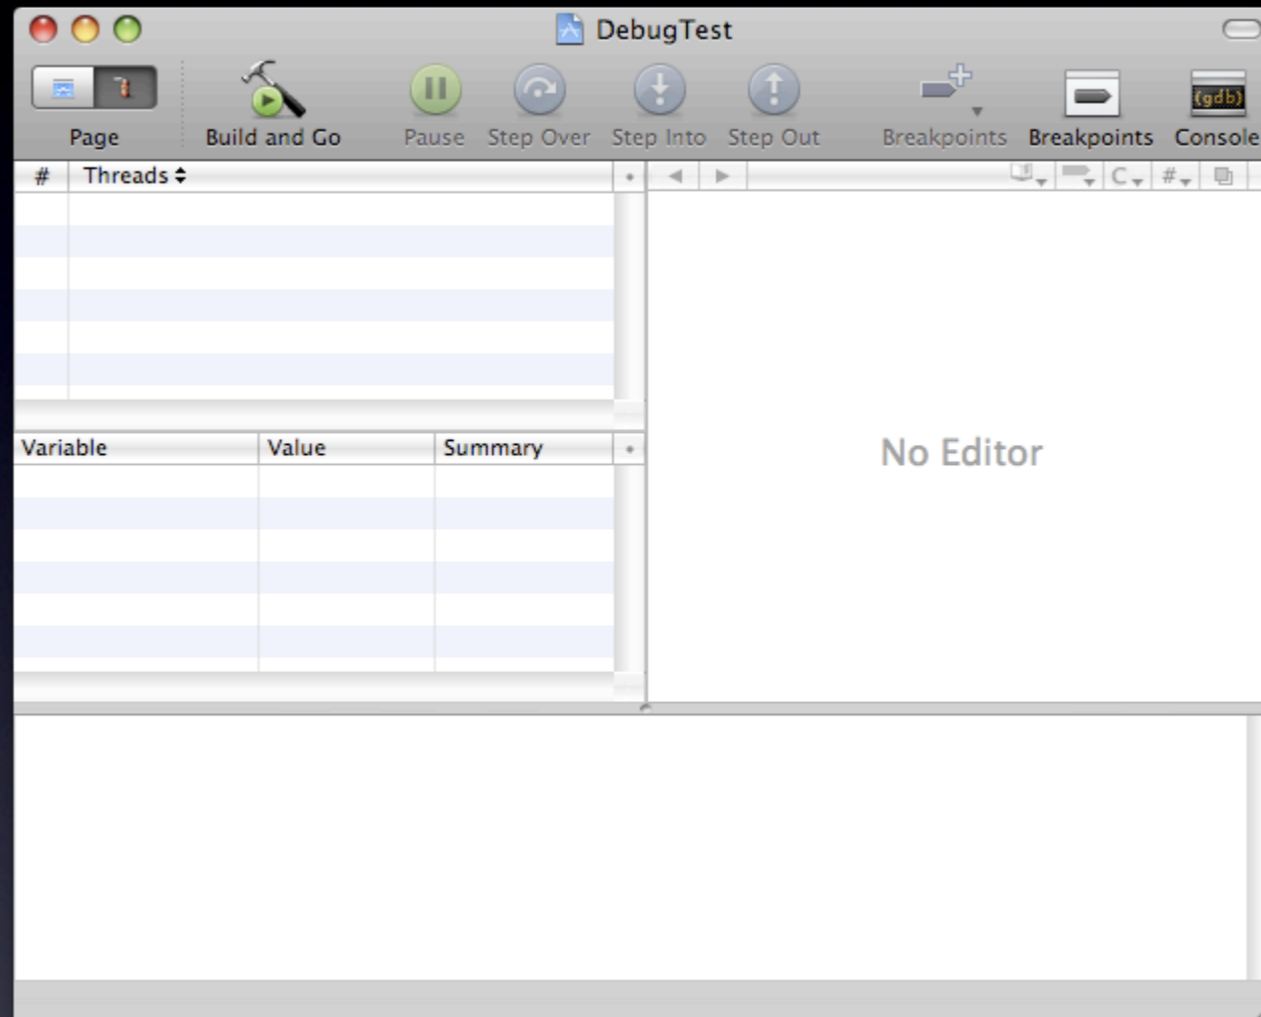 DebugTest
Page Build and Go Pause Step Over Step Into Step Out Breakpoints Breakpoints (gdb) Console
# Threads C #
Variable Value Summary
No Editor